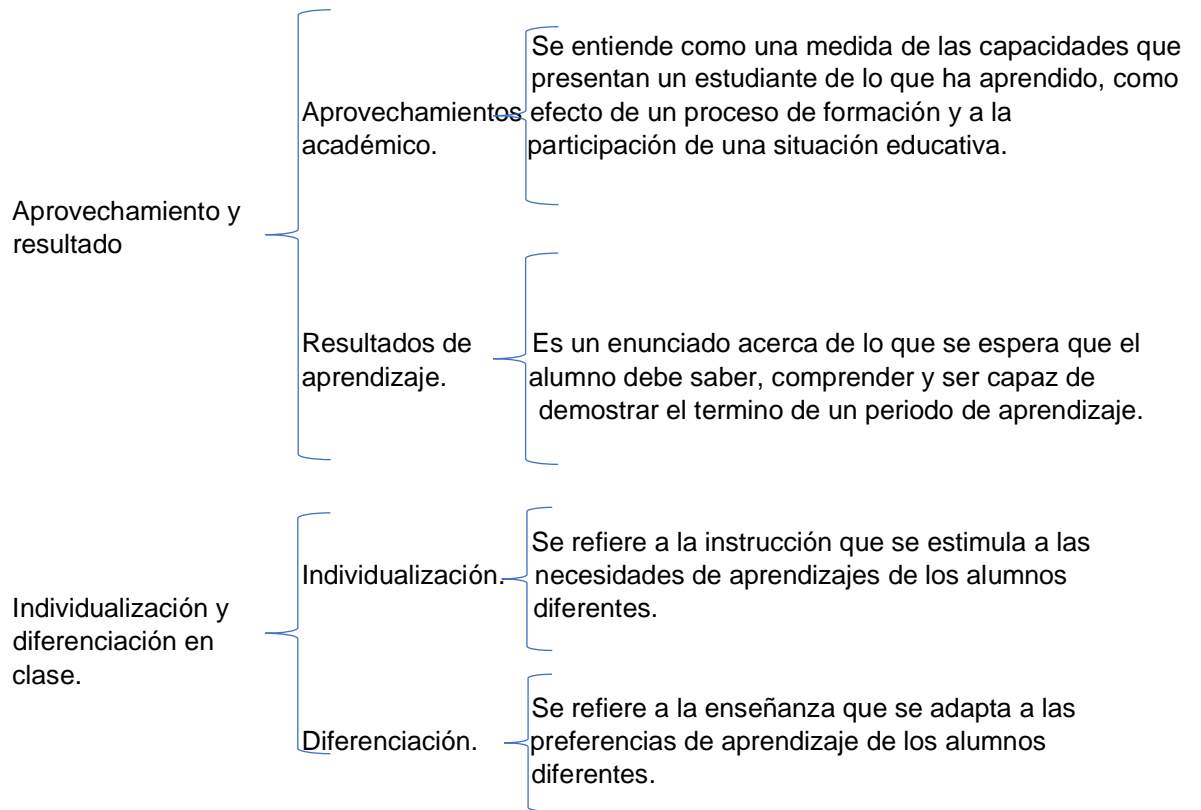 Aprovechamiento y
resultado
Aprovechamientos
académico.
Se entiende como una medida de las capacidades que
presentan un estudiante de lo que ha aprendido, como
efecto de un proceso de formación y a la
participación de una situación educativa.
Resultados de
aprendizaje.
Es un enunciado acerca de lo que se espera que el
alumno debe saber, comprender y ser capaz de
demostrar el termino de un periodo de aprendizaje.
Individualización y
diferenciación en
clase.
Individualización.
Se refiere a la instrucción que se estimula a las
necesidades de aprendizajes de los alumnos
diferentes.
Diferenciación.
Se refiere a la enseñanza que se adapta a las
preferencias de aprendizaje de los alumnos
diferentes.